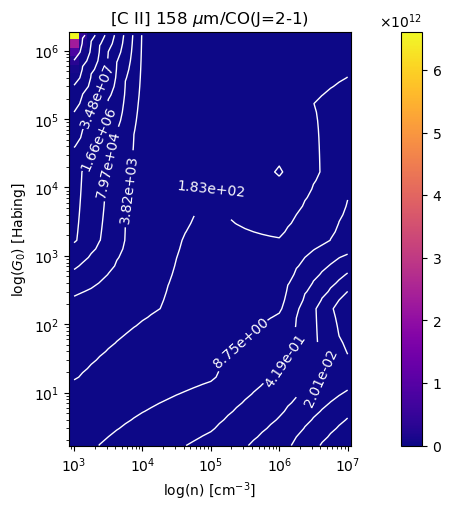 [C II] 158 μm/CO(J=2-1)
×10¹²
log(G₀) [Habing]
10⁶
10⁵
10⁴
10³
10²
10¹
3.48e+07
1.66e+06
7.97e+04
3.82e+03
1.83e+02
8.75e+00
4.19e-01
2.01e-02
10³ 10⁴ 10⁵ 10⁶ 10⁷
log(n) [cm⁻³]
6
5
4
3
2
1
0